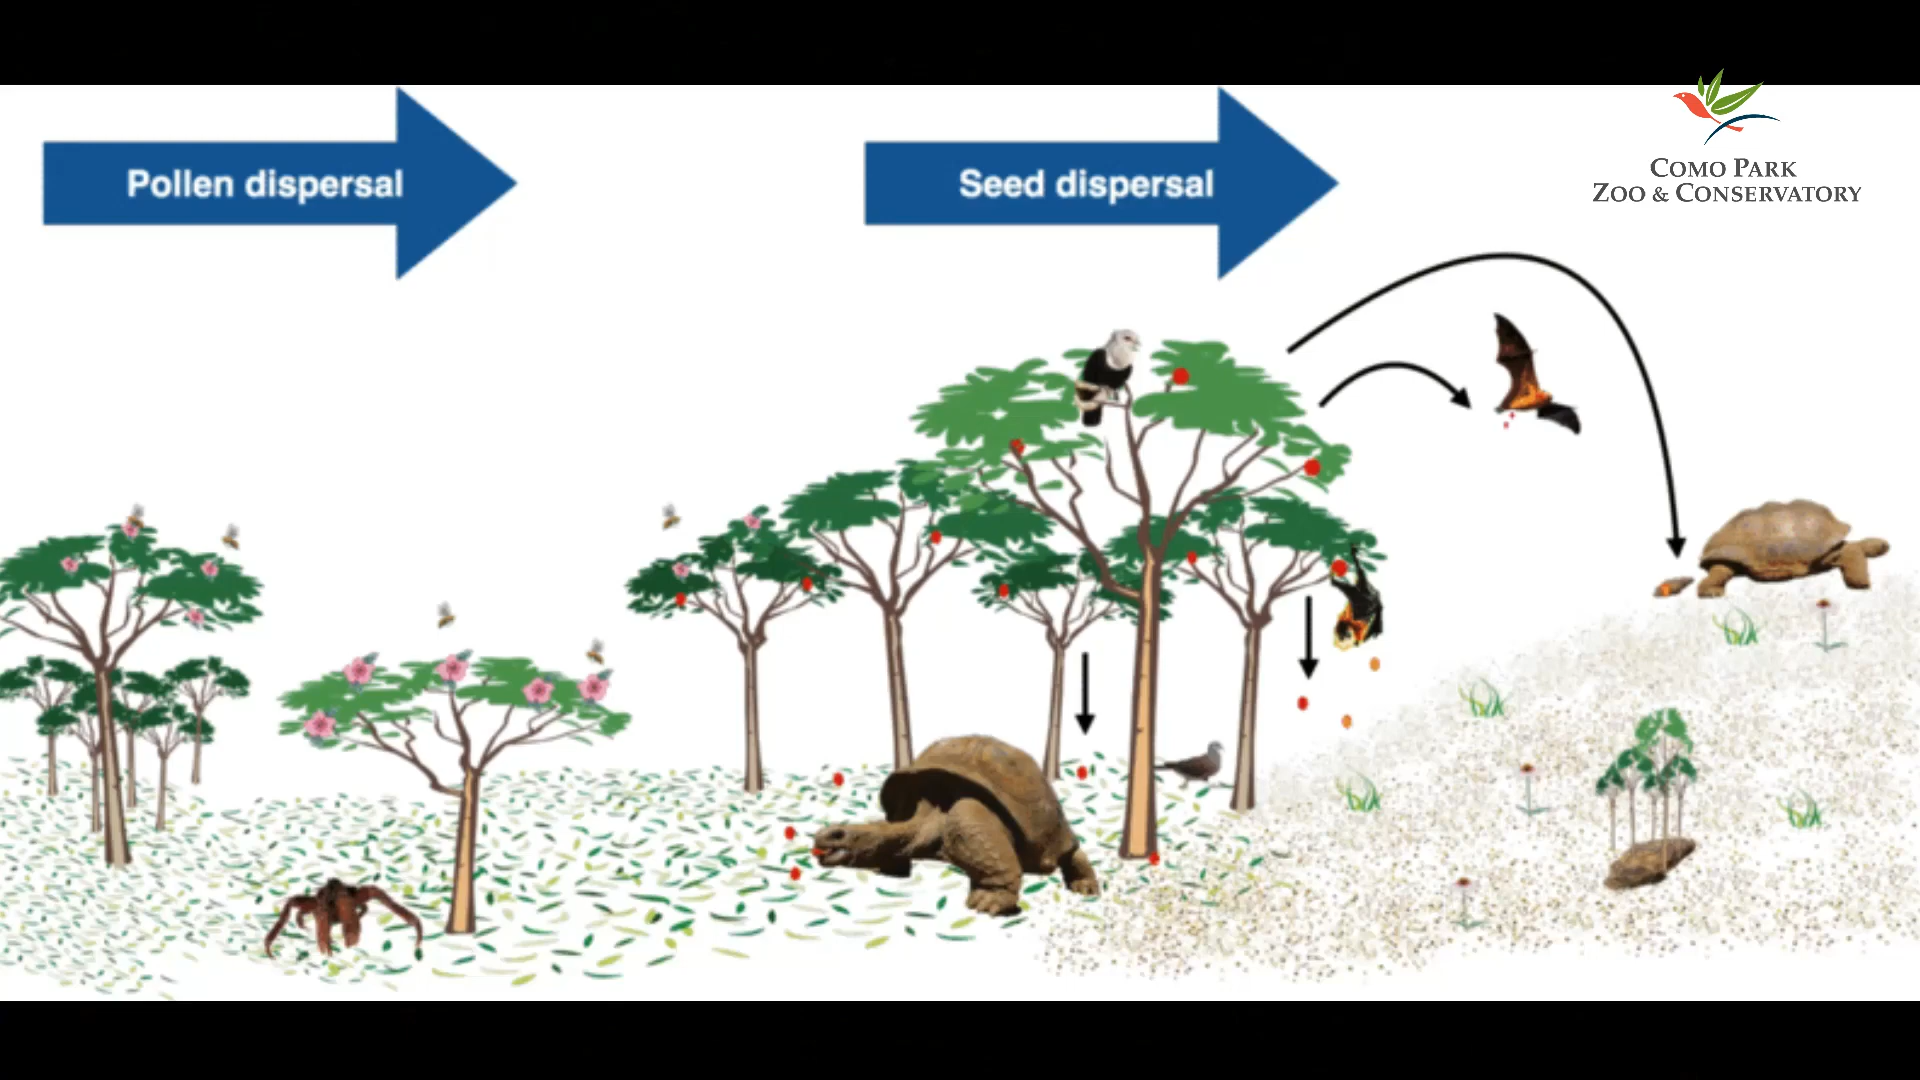 Pollen dispersal
Seed dispersal
COMO PARK
ZOO & CONSERVATORY